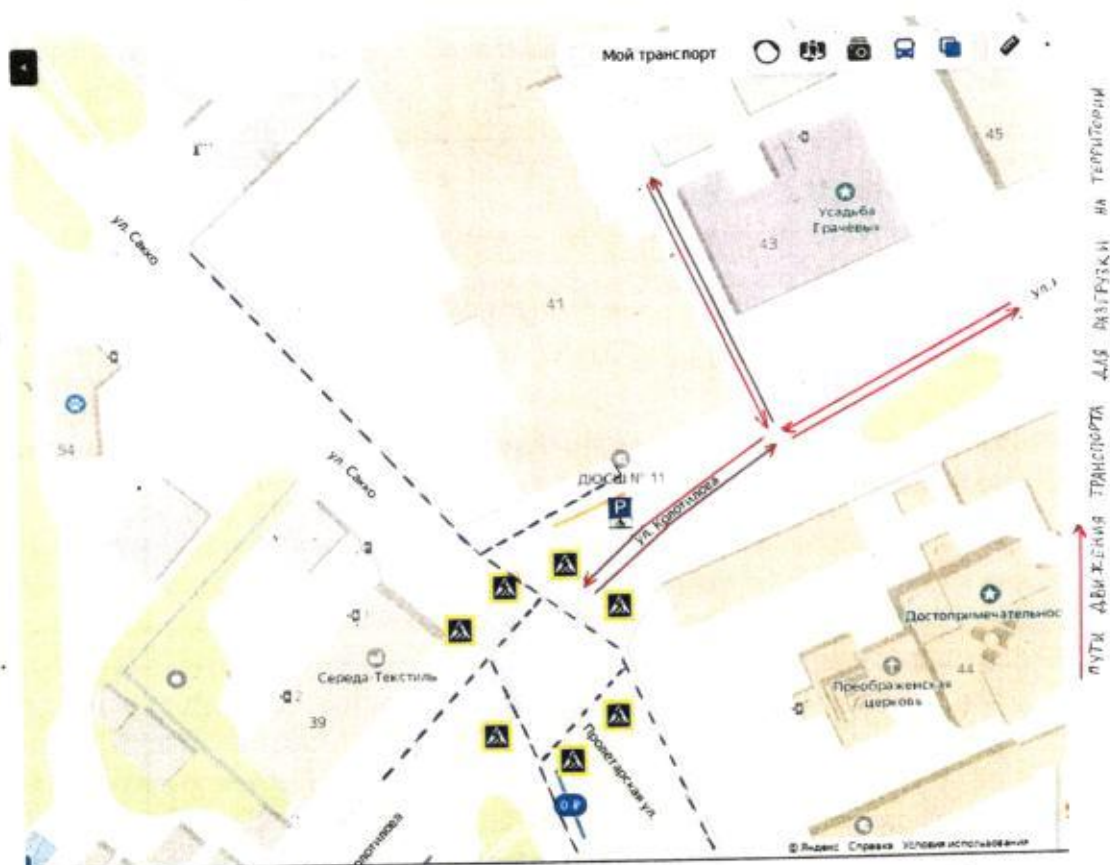 Мой транспорт
45
Усадьба
Грачёвых
43
ул. Сакко
41
54
ДЮСШ № 11
P
ул. Сакко
ул. Колотилова
Достопримечательнос
Середа-Текстиль
44
Преображенская
церковь
39
Пролетарская ул.
0 ₽
© Яндекс Справка Условия использования
ПУТИ ДВИЖЕНИЯ ТРАНСПОРТА ДЛЯ РАЗГРУЗКИ НА ТЕРРИТОРИИ